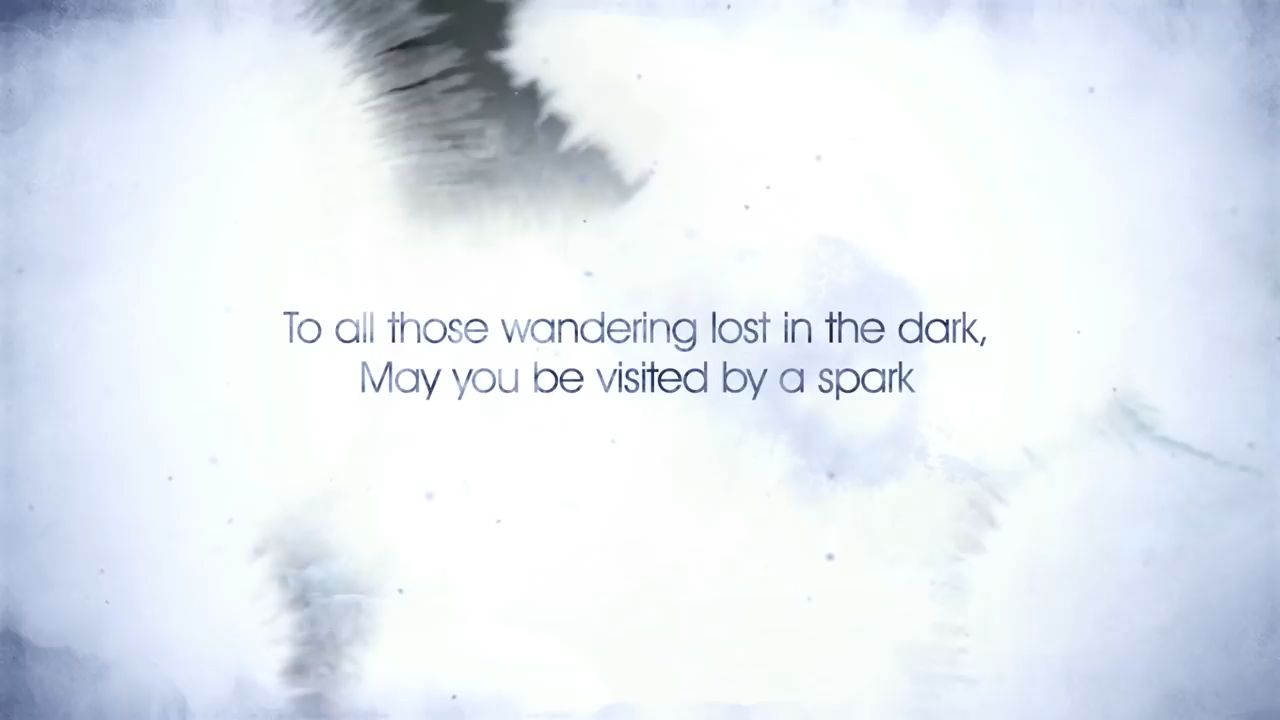 To all those wandering lost in the dark,
May you be visited by a spark